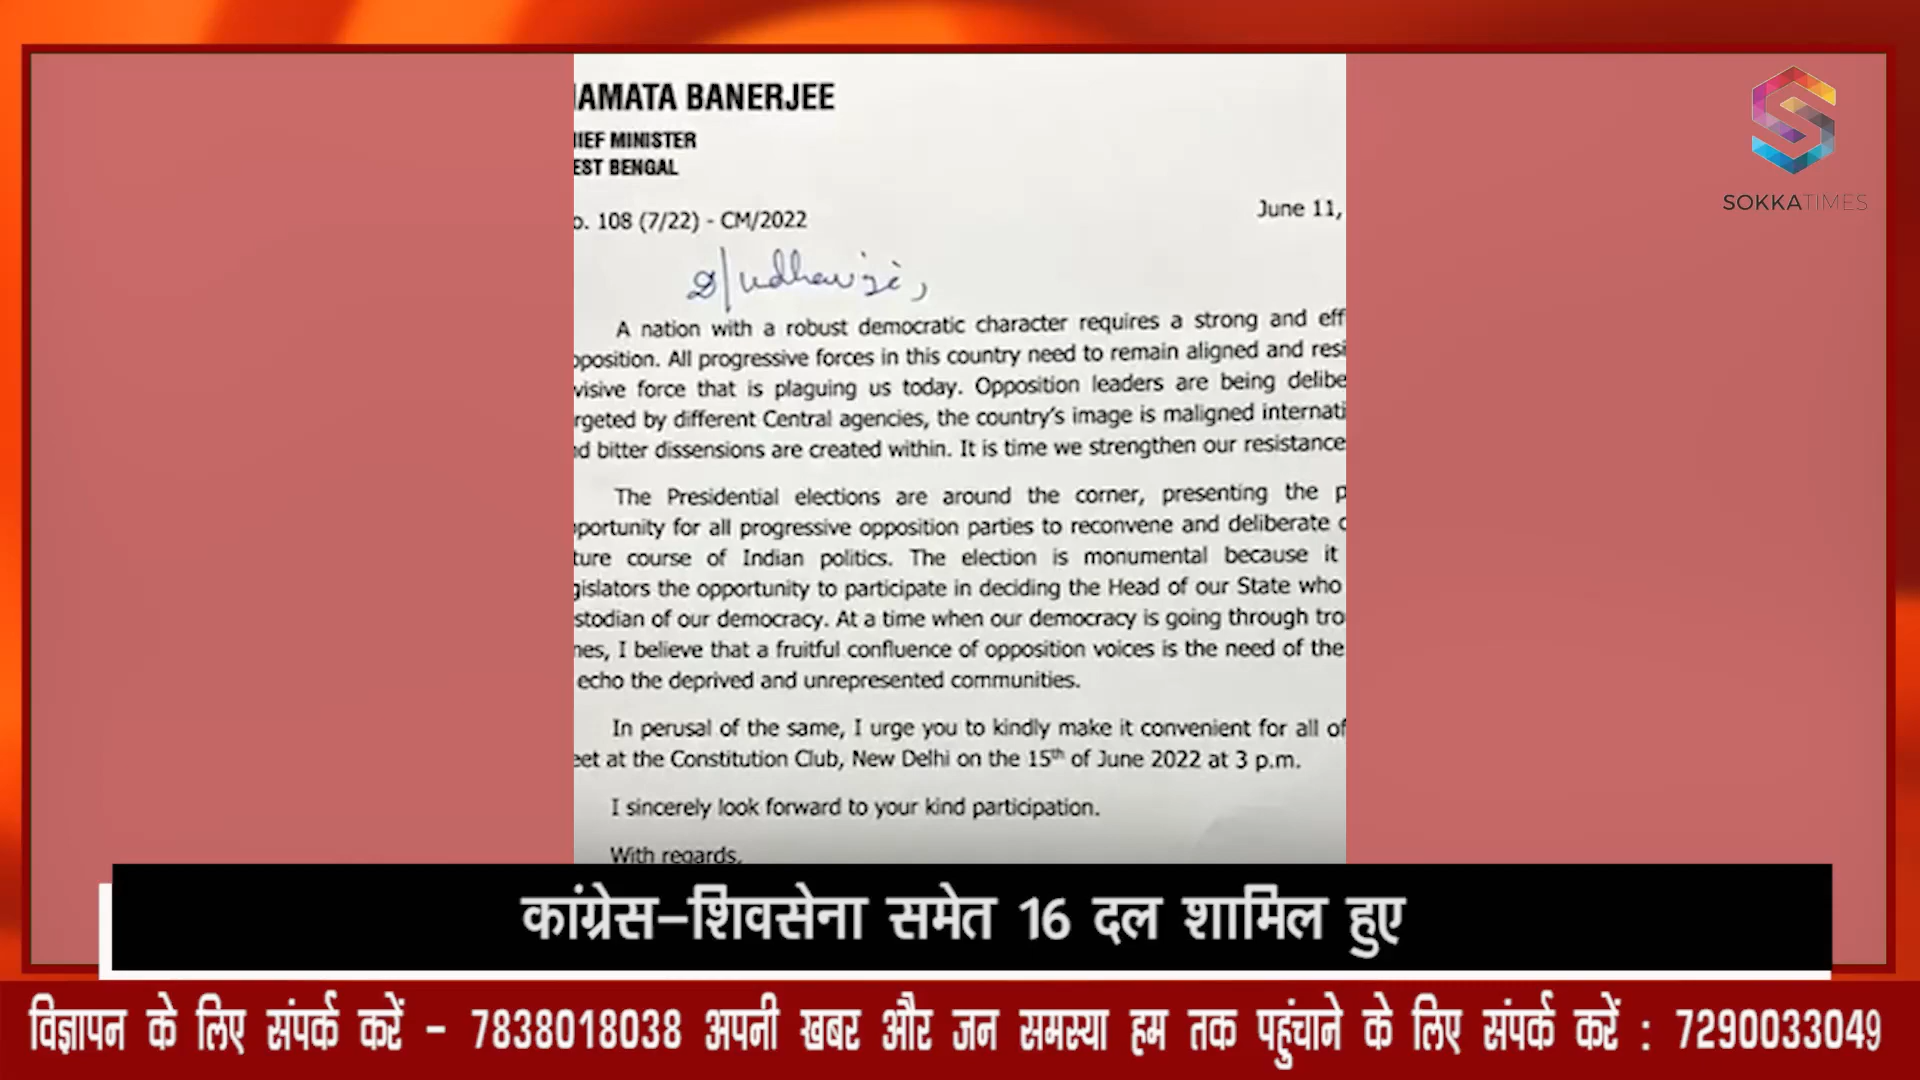 AMATA BANERJEE
IEF MINISTER
EST BENGAL
SOKKATIMES
o. 108 (7/22) - CM/2022
June 11,
D/Udhavji,
A nation with a robust democratic character requires a strong and eff
pposition. All progressive forces in this country need to remain aligned and resi
visive force that is plaguing us today. Opposition leaders are being delibe
rgeted by different Central agencies, the country's image is maligned internati
d bitter dissensions are created within. It is time we strengthen our resistance
The Presidential elections are around the corner, presenting the p
portunity for all progressive opposition parties to reconvene and deliberate o
ture course of Indian politics. The election is monumental because it
gislators the opportunity to participate in deciding the Head of our State who
stodian of our democracy. At a time when our democracy is going through tro
nes, I believe that a fruitful confluence of opposition voices is the need of the
echo the deprived and unrepresented communities.
In perusal of the same, I urge you to kindly make it convenient for all of
eet at the Constitution Club, New Delhi on the 15th of June 2022 at 3 p.m.
I sincerely look forward to your kind participation.
With regards,
कांग्रेस-शिवसेना समेत 16 दल शामिल हुए
विज्ञापन के लिए संपर्क करें - 7838018038 अपनी खबर और जन समस्या हम तक पहुंचाने के लिए संपर्क करें : 7290033049